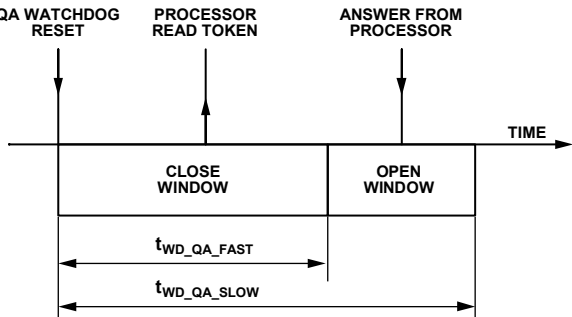 QA WATCHDOG
RESET
PROCESSOR
READ TOKEN
ANSWER FROM
PROCESSOR
TIME
CLOSE
WINDOW
OPEN
WINDOW
tWD_QA_FAST
tWD_QA_SLOW